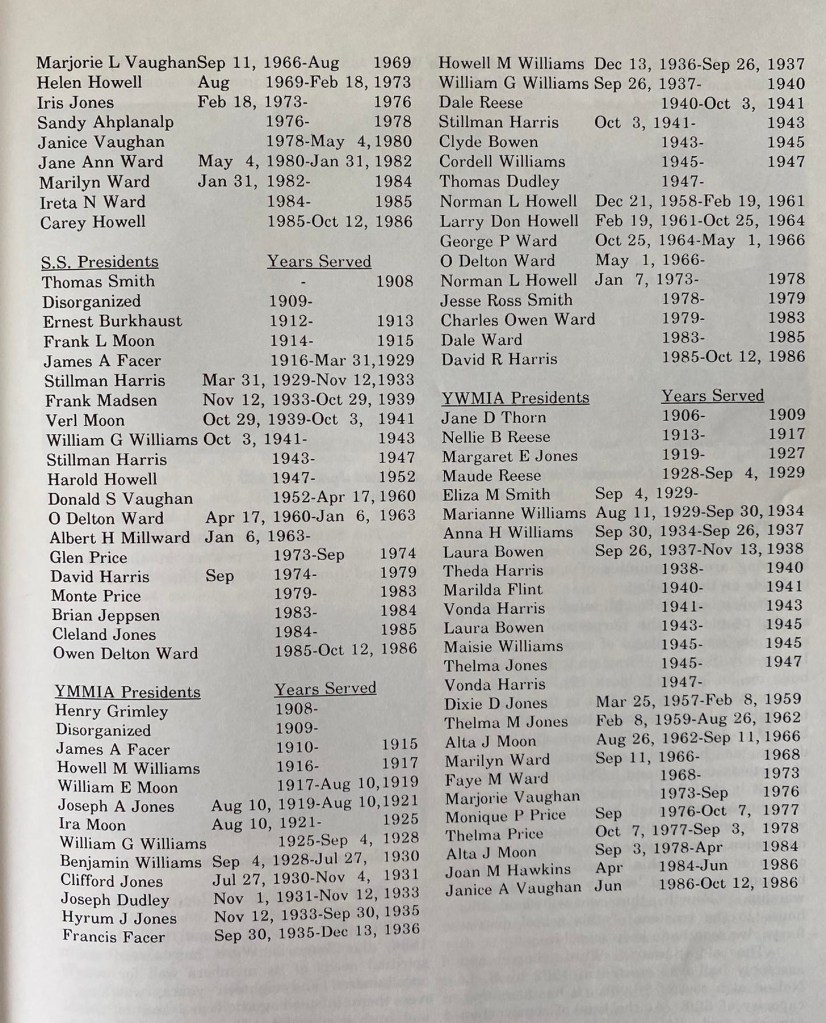 Marjorie L VaughanSep 11, 1966-Aug 1969
Helen Howell Aug 1969-Feb 18, 1973
Iris Jones Feb 18, 1973- 1976
Sandy Ahplanalp 1976- 1978
Janice Vaughan 1978-May 4,1980
Jane Ann Ward May 4, 1980-Jan 31, 1982
Marilyn Ward Jan 31, 1982- 1984
Ireta N Ward 1984- 1985
Carey Howell 1985-Oct 12, 1986
S.S. Presidents Years Served
Thomas Smith - 1908
Disorganized 1909-
Ernest Burkhaust 1912- 1913
Frank L Moon 1914- 1915
James A Facer 1916-Mar 31,1929
Stillman Harris Mar 31, 1929-Nov 12,1933
Frank Madsen Nov 12, 1933-Oct 29, 1939
Verl Moon Oct 29, 1939-Oct 3, 1941
William G Williams Oct 3, 1941- 1943
Stillman Harris 1943- 1947
Harold Howell 1947- 1952
Donald S Vaughan 1952-Apr 17,1960
O Delton Ward Apr 17, 1960-Jan 6, 1963
Albert H Millward Jan 6, 1963-
Glen Price 1973-Sep 1974
David Harris Sep 1974- 1979
Monte Price 1979- 1983
Brian Jeppsen 1983- 1984
Cleland Jones 1984- 1985
Owen Delton Ward 1985-Oct 12, 1986
YMMIA Presidents Years Served
Henry Grimley 1908-
Disorganized 1909-
James A Facer 1910- 1915
Howell M Williams 1916- 1917
William E Moon 1917-Aug 10,1919
Joseph A Jones Aug 10, 1919-Aug 10,1921
Ira Moon Aug 10, 1921- 1925
William G Williams 1925-Sep 4, 1928
Benjamin Williams Sep 4, 1928-Jul 27, 1930
Clifford Jones Jul 27, 1930-Nov 4, 1931
Joseph Dudley Nov 1, 1931-Nov 12, 1933
Hyrum J Jones Nov 12, 1933-Sep 30, 1935
Francis Facer Sep 30, 1935-Dec 13, 1936
Howell M Williams Dec 13, 1936-Sep 26, 1937
William G Williams Sep 26, 1937- 1940
Dale Reese 1940-Oct 3, 1941
Stillman Harris Oct 3, 1941- 1943
Clyde Bowen 1943- 1945
Cordell Williams 1945- 1947
Thomas Dudley 1947-
Norman L Howell Dec 21, 1958-Feb 19, 1961
Larry Don Howell Feb 19, 1961-Oct 25, 1964
George P Ward Oct 25, 1964-May 1, 1966
O Delton Ward May 1, 1966-
Norman L Howell Jan 7, 1973- 1978
Jesse Ross Smith 1978- 1979
Charles Owen Ward 1979- 1983
Dale Ward 1983- 1985
David R Harris 1985-Oct 12, 1986
YWMIA Presidents Years Served
Jane D Thorn 1906- 1909
Nellie B Reese 1913- 1917
Margaret E Jones 1919- 1927
Maude Reese 1928-Sep 4, 1929
Eliza M Smith Sep 4, 1929-
Marianne Williams Aug 11, 1929-Sep 30,1934
Anna H Williams Sep 30, 1934-Sep 26, 1937
Laura Bowen Sep 26, 1937-Nov 13,1938
Theda Harris 1938- 1940
Marilda Flint 1940- 1941
Vonda Harris 1941- 1943
Laura Bowen 1943- 1945
Maisie Williams 1945- 1945
Thelma Jones 1945- 1947
Vonda Harris 1947-
Dixie D Jones Mar 25, 1957-Feb 8, 1959
Thelma M Jones Feb 8, 1959-Aug 26, 1962
Alta J Moon Aug 26, 1962-Sep 11,1966
Marilyn Ward Sep 11, 1966- 1968
Faye M Ward 1968- 1973
Marjorie Vaughan 1973-Sep 1976
Monique P Price Sep 1976-Oct 7, 1977
Thelma Price Oct 7, 1977-Sep 3, 1978
Alta J Moon Sep 3, 1978-Apr 1984
Joan M Hawkins Apr 1984-Jun 1986
Janice A Vaughan Jun 1986-Oct 12, 1986